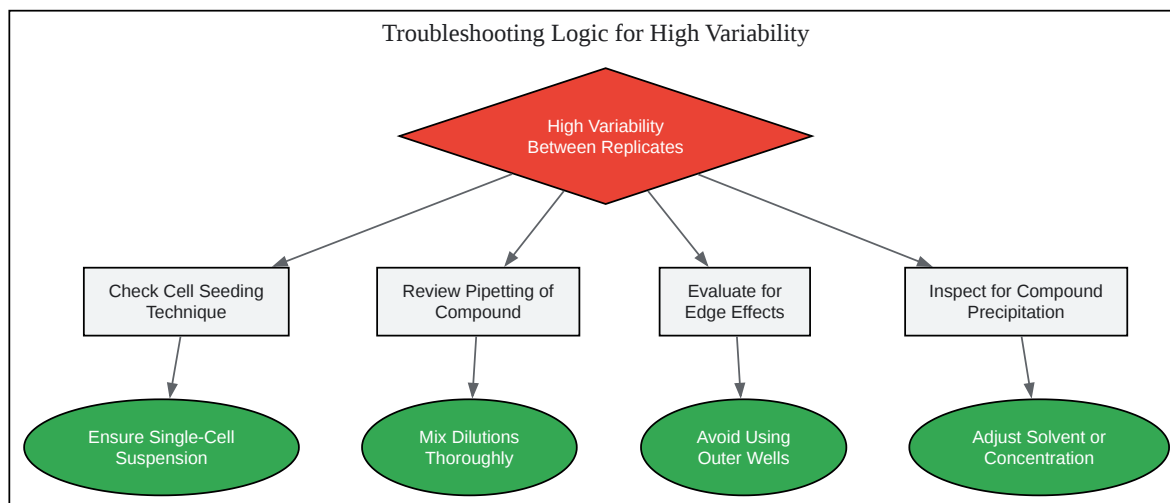 Troubleshooting Logic for High Variability
High Variability
Between Replicates
Check Cell Seeding
Technique
Review Pipetting of
Compound
Evaluate for
Edge Effects
Inspect for Compound
Precipitation
Ensure Single-Cell
Suspension
Mix Dilutions
Thoroughly
Avoid Using
Outer Wells
Adjust Solvent or
Concentration